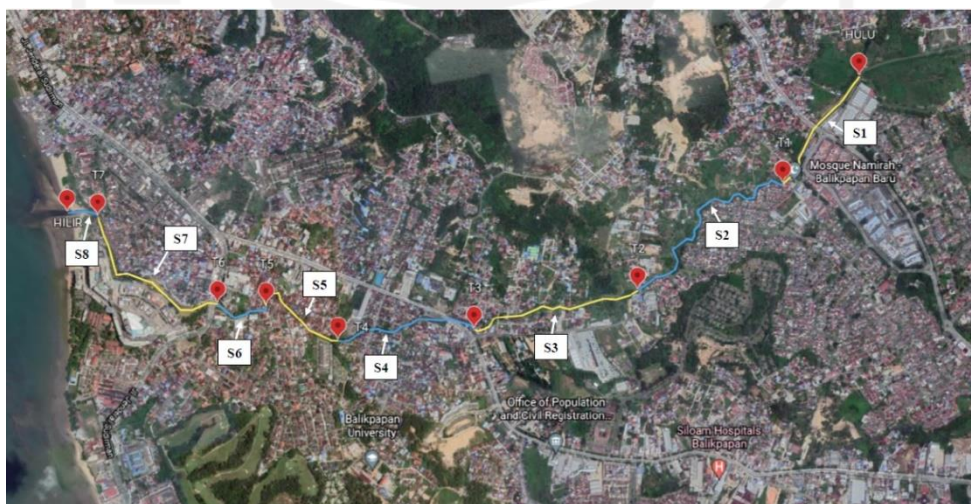 HULU
S1
T1
Mosque Namirah -
Balikpapan Baru
T7
HILIR
S8
S7
S2
T2
T6
T5
S5
T3
S6
T4
S4
S3
Office of Population
and Civil Registration...
Balikpapan
University
Siloam Hospitals
Balikpapan
H